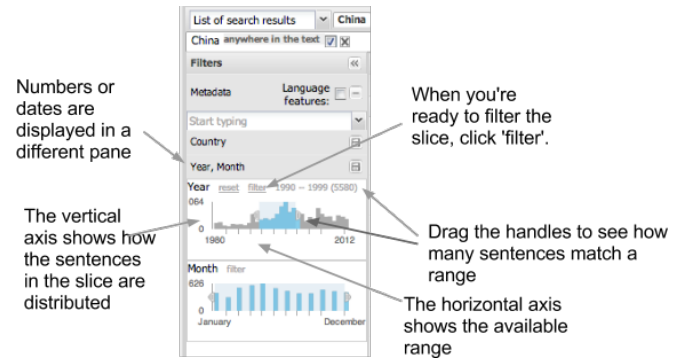 List of search results
China
China anywhere in the text
Filters
Metadata
Language
features:
Start typing
Country
Year, Month
Year reset filter 1990 -- 1999 (5580)
064
0
1980 2012
Month filter
626
0
January December
Numbers or
dates are
displayed in a
different pane
The vertical
axis shows how
the sentences
in the slice are
distributed
When you're
ready to filter the
slice, click 'filter'.
Drag the handles to see how
many sentences match a
range
The horizontal axis
shows the available
range